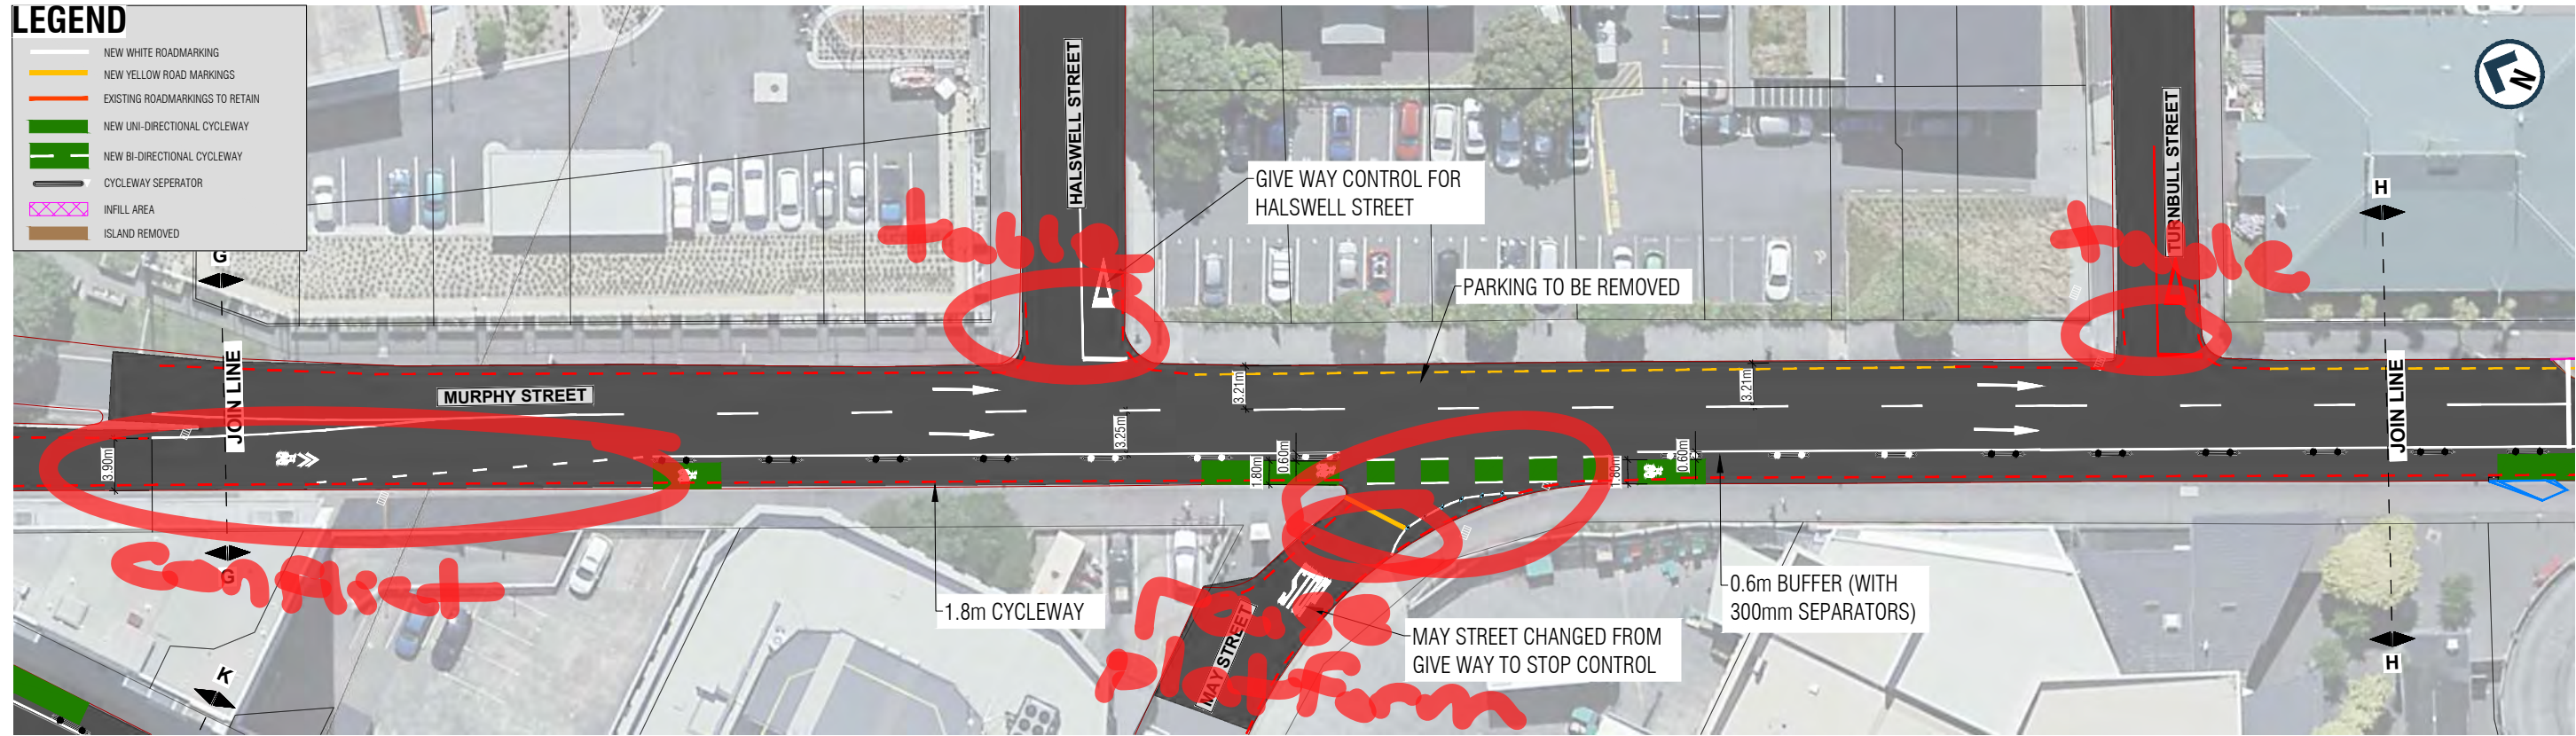 LEGEND
NEW WHITE ROADMARKING
NEW YELLOW ROAD MARKINGS
EXISTING ROADMARKINGS TO RETAIN
NEW UNI-DIRECTIONAL CYCLEWAY
NEW BI-DIRECTIONAL CYCLEWAY
CYCLEWAY SEPERATOR
INFILL AREA
ISLAND REMOVED
HALSWELL STREET
TURNBULL STREET
N
GIVE WAY CONTROL FOR
HALSWELL STREET
PARKING TO BE REMOVED
table
table
G
H
JOIN LINE
MURPHY STREET
3.21m
3.21m
JOIN LINE
3.90m
3.25m
0.60m
1.80m
1.80m
0.60m
conflict
G
1.8m CYCLEWAY
raise
platform
MAY STREET
STOP
MAY STREET CHANGED FROM
GIVE WAY TO STOP CONTROL
0.6m BUFFER (WITH
300mm SEPARATORS)
H
K